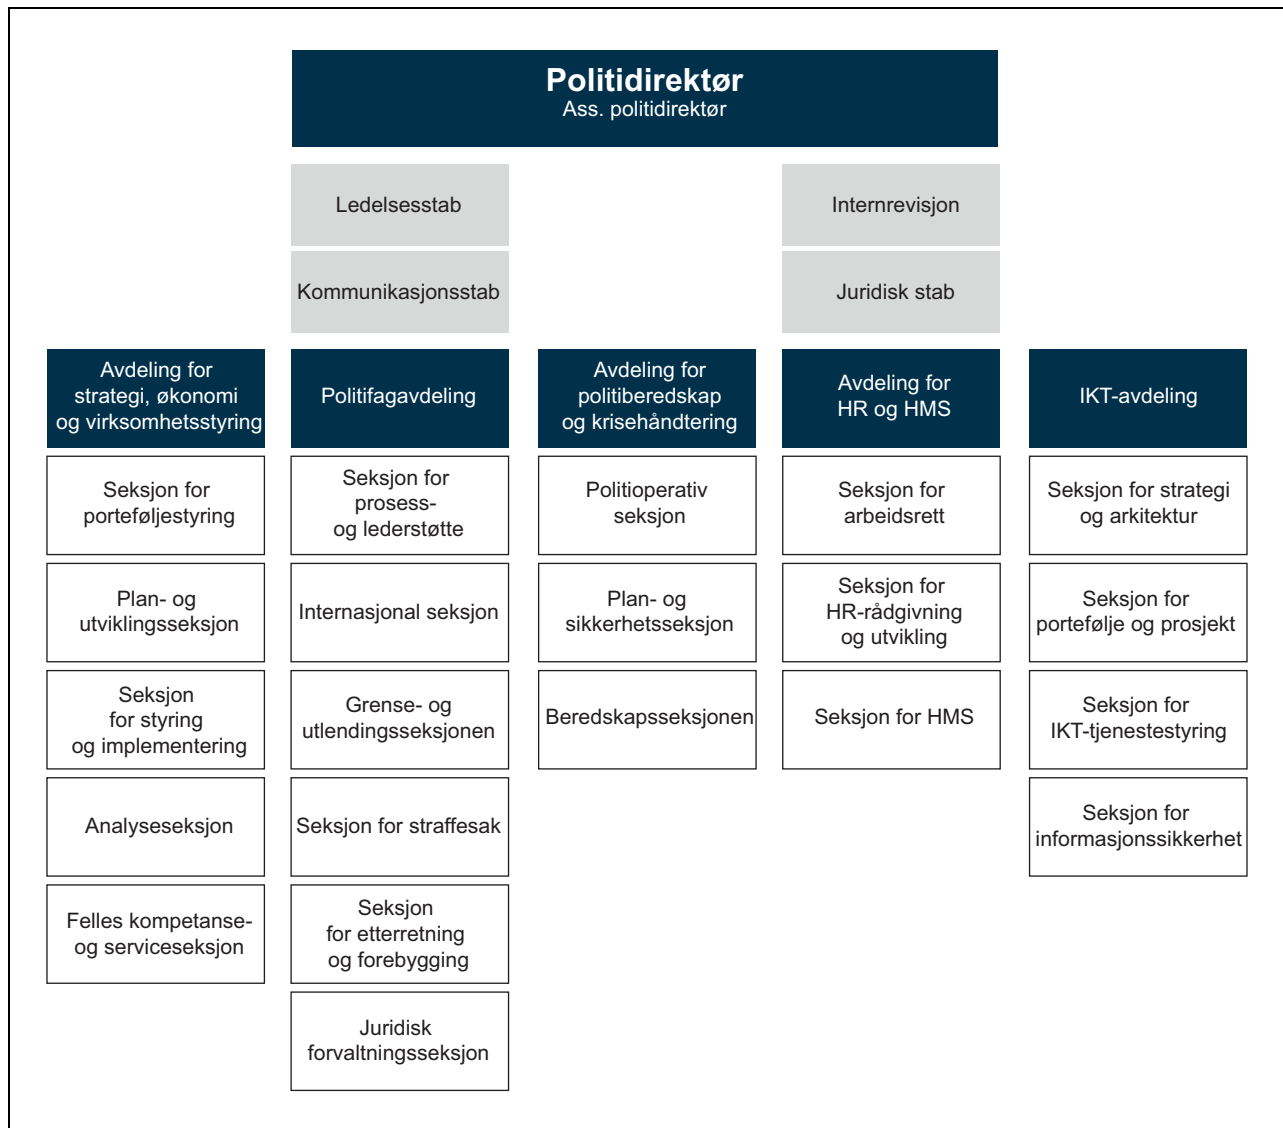 Politidirektør
Ass. politidirektør
Ledelsesstab
Internrevisjon
Kommunikasjonsstab
Juridisk stab
Avdeling for
strategi, økonomi
og virksomhetsstyring
Seksjon for
porteføljestyring
Plan- og
utviklingsseksjon
Seksjon
for styring
og implementering
Analyseseksjon
Felles kompetanse-
og serviceseksjon
Politifagavdeling
Seksjon for
prosess-
og lederstøtte
Internasjonal seksjon
Grense- og
utlendingsseksjonen
Seksjon for straffesak
Seksjon
for etterretning
og forebygging
Juridisk
forvaltningsseksjon
Avdeling for
politiberedskap
og krisehåndtering
Politioperativ
seksjon
Plan- og
sikkerhetsseksjon
Beredskapsseksjonen
Avdeling for
HR og HMS
Seksjon for
arbeidsrett
Seksjon for
HR-rådgivning
og utvikling
Seksjon for HMS
IKT-avdeling
Seksjon for strategi
og arkitektur
Seksjon for
portefølje og prosjekt
Seksjon for
IKT-tjenestestyring
Seksjon for
informasjonssikkerhet